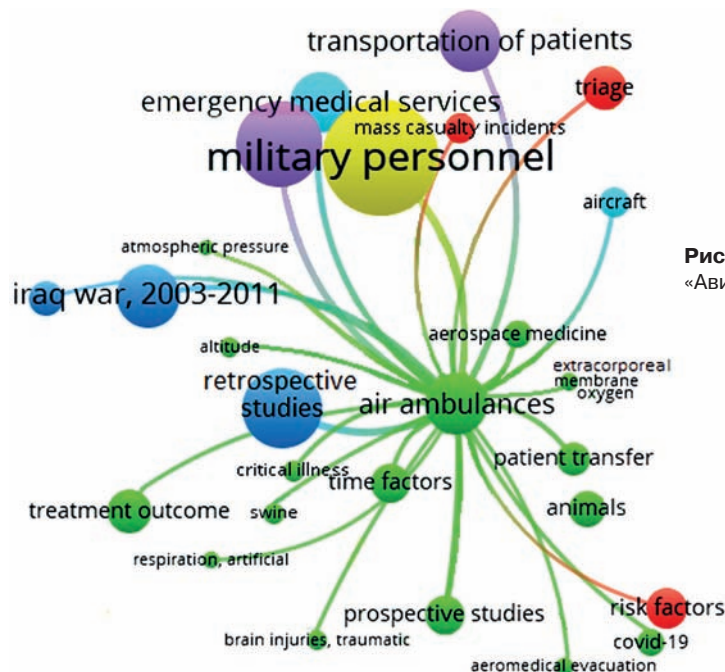 transportation of patients
triage
emergency medical services
mass casualty incidents
military personnel
aircraft
atmospheric pressure
Рис
«Ави
iraq war, 2003-2011
aerospace medicine
altitude
extracorporeal
membrane
oxygen
retrospective
studies
air ambulances
patient transfer
critical illness
time factors
treatment outcome
swine
animals
respiration, artificial
risk factors
prospective studies
brain injuries, traumatic
covid-19
aeromedical evacuation